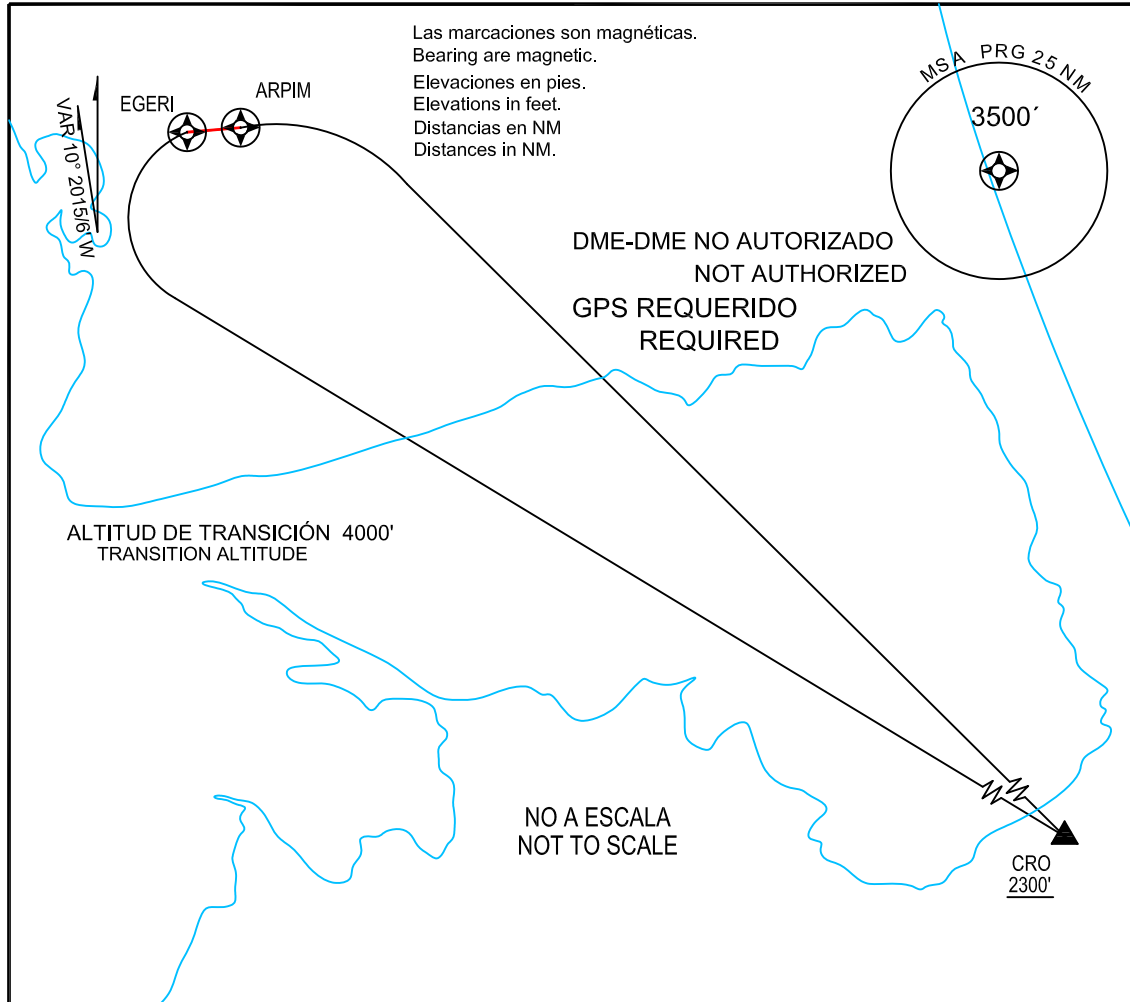 Las marcaciones son magnéticas.
Bearing are magnetic.
Elevaciones en pies.
Elevations in feet.
Distancias en NM
Distances in NM.
MSA PRG 25 NM
3500´
EGERI
ARPIM
VAR 10° 2015/6' W
DME-DME NO AUTORIZADO
NOT AUTHORIZED
GPS REQUERIDO
REQUIRED
ALTITUD DE TRANSICIÓN 4000'
TRANSITION ALTITUDE
NO A ESCALA
NOT TO SCALE
CRO
2300'